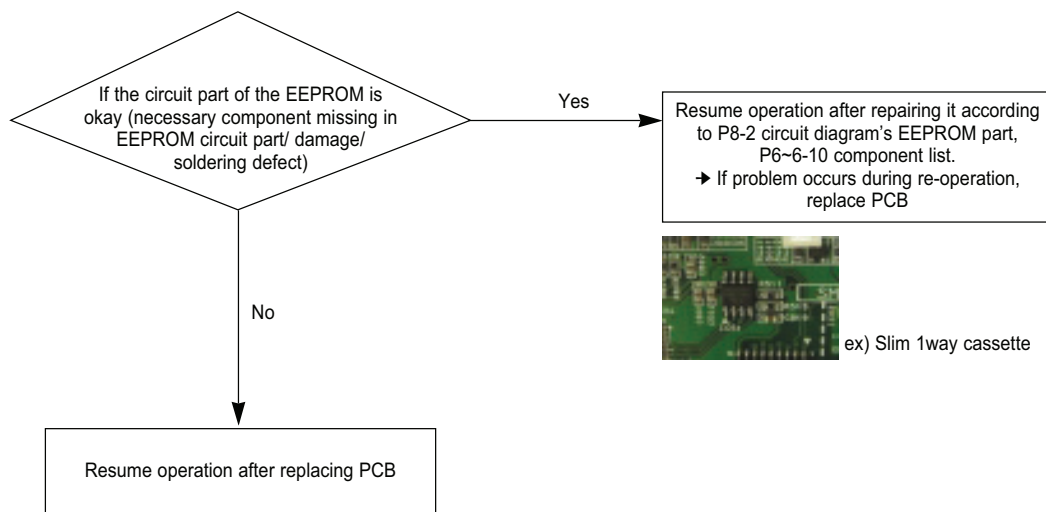 If the circuit part of the EEPROM is
okay (necessary component missing in
EEPROM circuit part/ damage/
soldering defect)
Yes
Resume operation after repairing it according
to P8-2 circuit diagram's EEPROM part,
P6~6-10 component list.
➔ If problem occurs during re-operation,
replace PCB
No
ex) Slim 1way cassette
Resume operation after replacing PCB